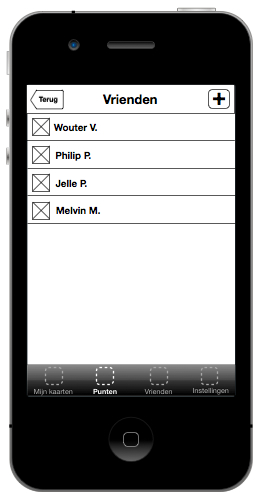 Terug Vrienden
Wouter V.
Philip P.
Jelle P.
Melvin M.
Mijn kaarten Punten Vrienden Instellingen